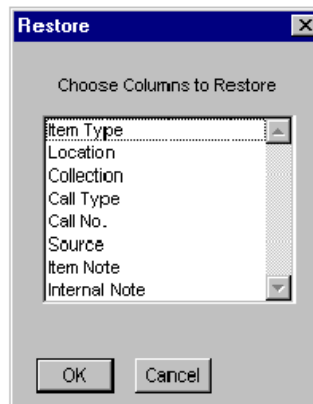 Restore
Choose Columns to Restore
Item Type
Location
Collection
Call Type
Call No.
Source
Item Note
Internal Note
OK
Cancel